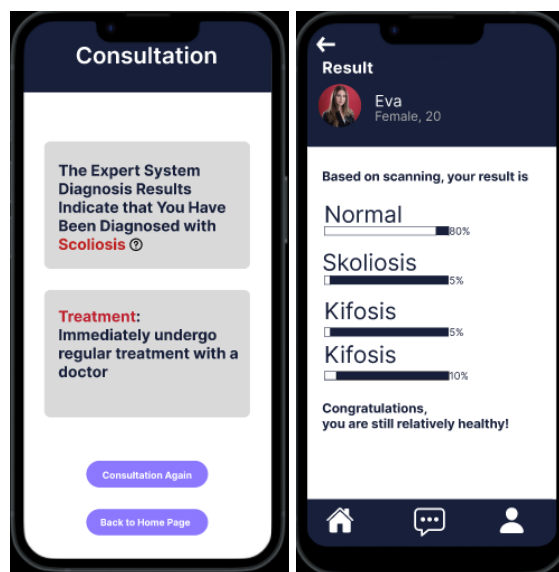 Consultation
The Expert System
Diagnosis Results
Indicate that You Have
Been Diagnosed with
Scoliosis ?
Treatment:
Immediately undergo
regular treatment with a
doctor
Consultation Again
Back to Home Page
Result
Eva
Female, 20
Based on scanning, your result is
Normal
80%
Skoliosis
5%
Kifosis
5%
Kifosis
10%
Congratulations,
you are still relatively healthy!